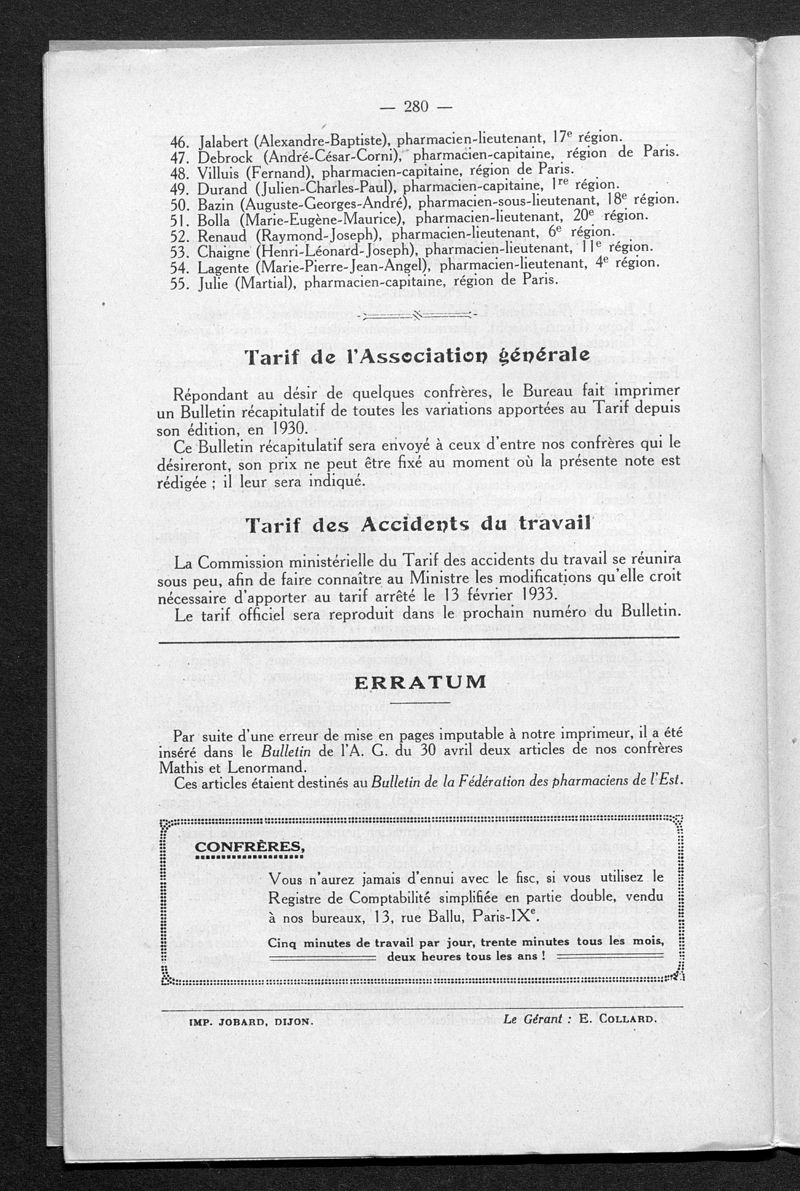 — 280 —
46. Jalabert (Alexandre-Baptiste), pharmacien-lieutenant, 17e région.
47. Debrock (André-César-Corni), pharmacien-capitaine, région de Paris.
48. Villuis (Fernand), pharmacien-capitaine, région de Paris.
49. Durand (Julien-Charles-Paul), pharmacien-capitaine, 1re région.
50. Bazin (Auguste-Georges-André), pharmacien-sous-lieutenant, 18e région.
51. Bolla (Marie-Eugène-Maurice), pharmacien-lieutenant, 20e région.
52. Renaud (Raymond-Joseph), pharmacien-lieutenant, 6e région.
53. Chaigne (Henri-Léonard-Joseph), pharmacien-lieutenant, 11e région.
54. Lagente (Marie-Pierre-Jean-Angel), pharmacien-lieutenant, 4e région.
55. Julie (Martial), pharmacien-capitaine, région de Paris.
Tarif de l'Association générale
Répondant au désir de quelques confrères, le Bureau fait imprimer
un Bulletin récapitulatif de toutes les variations apportées au Tarif depuis
son édition, en 1930.
Ce Bulletin récapitulatif sera envoyé à ceux d'entre nos confrères qui le
désireront, son prix ne peut être fixé au moment où la présente note est
rédigée ; il leur sera indiqué.
Tarif des Accidents du travail
La Commission ministérielle du Tarif des accidents du travail se réunira
sous peu, afin de faire connaître au Ministre les modifications qu'elle croit
nécessaire d'apporter au tarif arrêté le 13 février 1933.
Le tarif officiel sera reproduit dans le prochain numéro du Bulletin.
ERRATUM
Par suite d'une erreur de mise en pages imputable à notre imprimeur, il a été
inséré dans le Bulletin de l'A. G. du 30 avril deux articles de nos confrères
Mathis et Lenormand.
Ces articles étaient destinés au Bulletin de la Fédération des pharmaciens de l'Est.
CONFRÈRES,
Vous n'aurez jamais d'ennui avec le fisc, si vous utilisez le
Registre de Comptabilité simplifiée en partie double, vendu
à nos bureaux, 13, rue Ballu, Paris-IXe.
Cinq minutes de travail par jour, trente minutes tous les mois,
deux heures tous les ans !
IMP. JOBARD, DIJON.
Le Gérant : E. COLLARD.